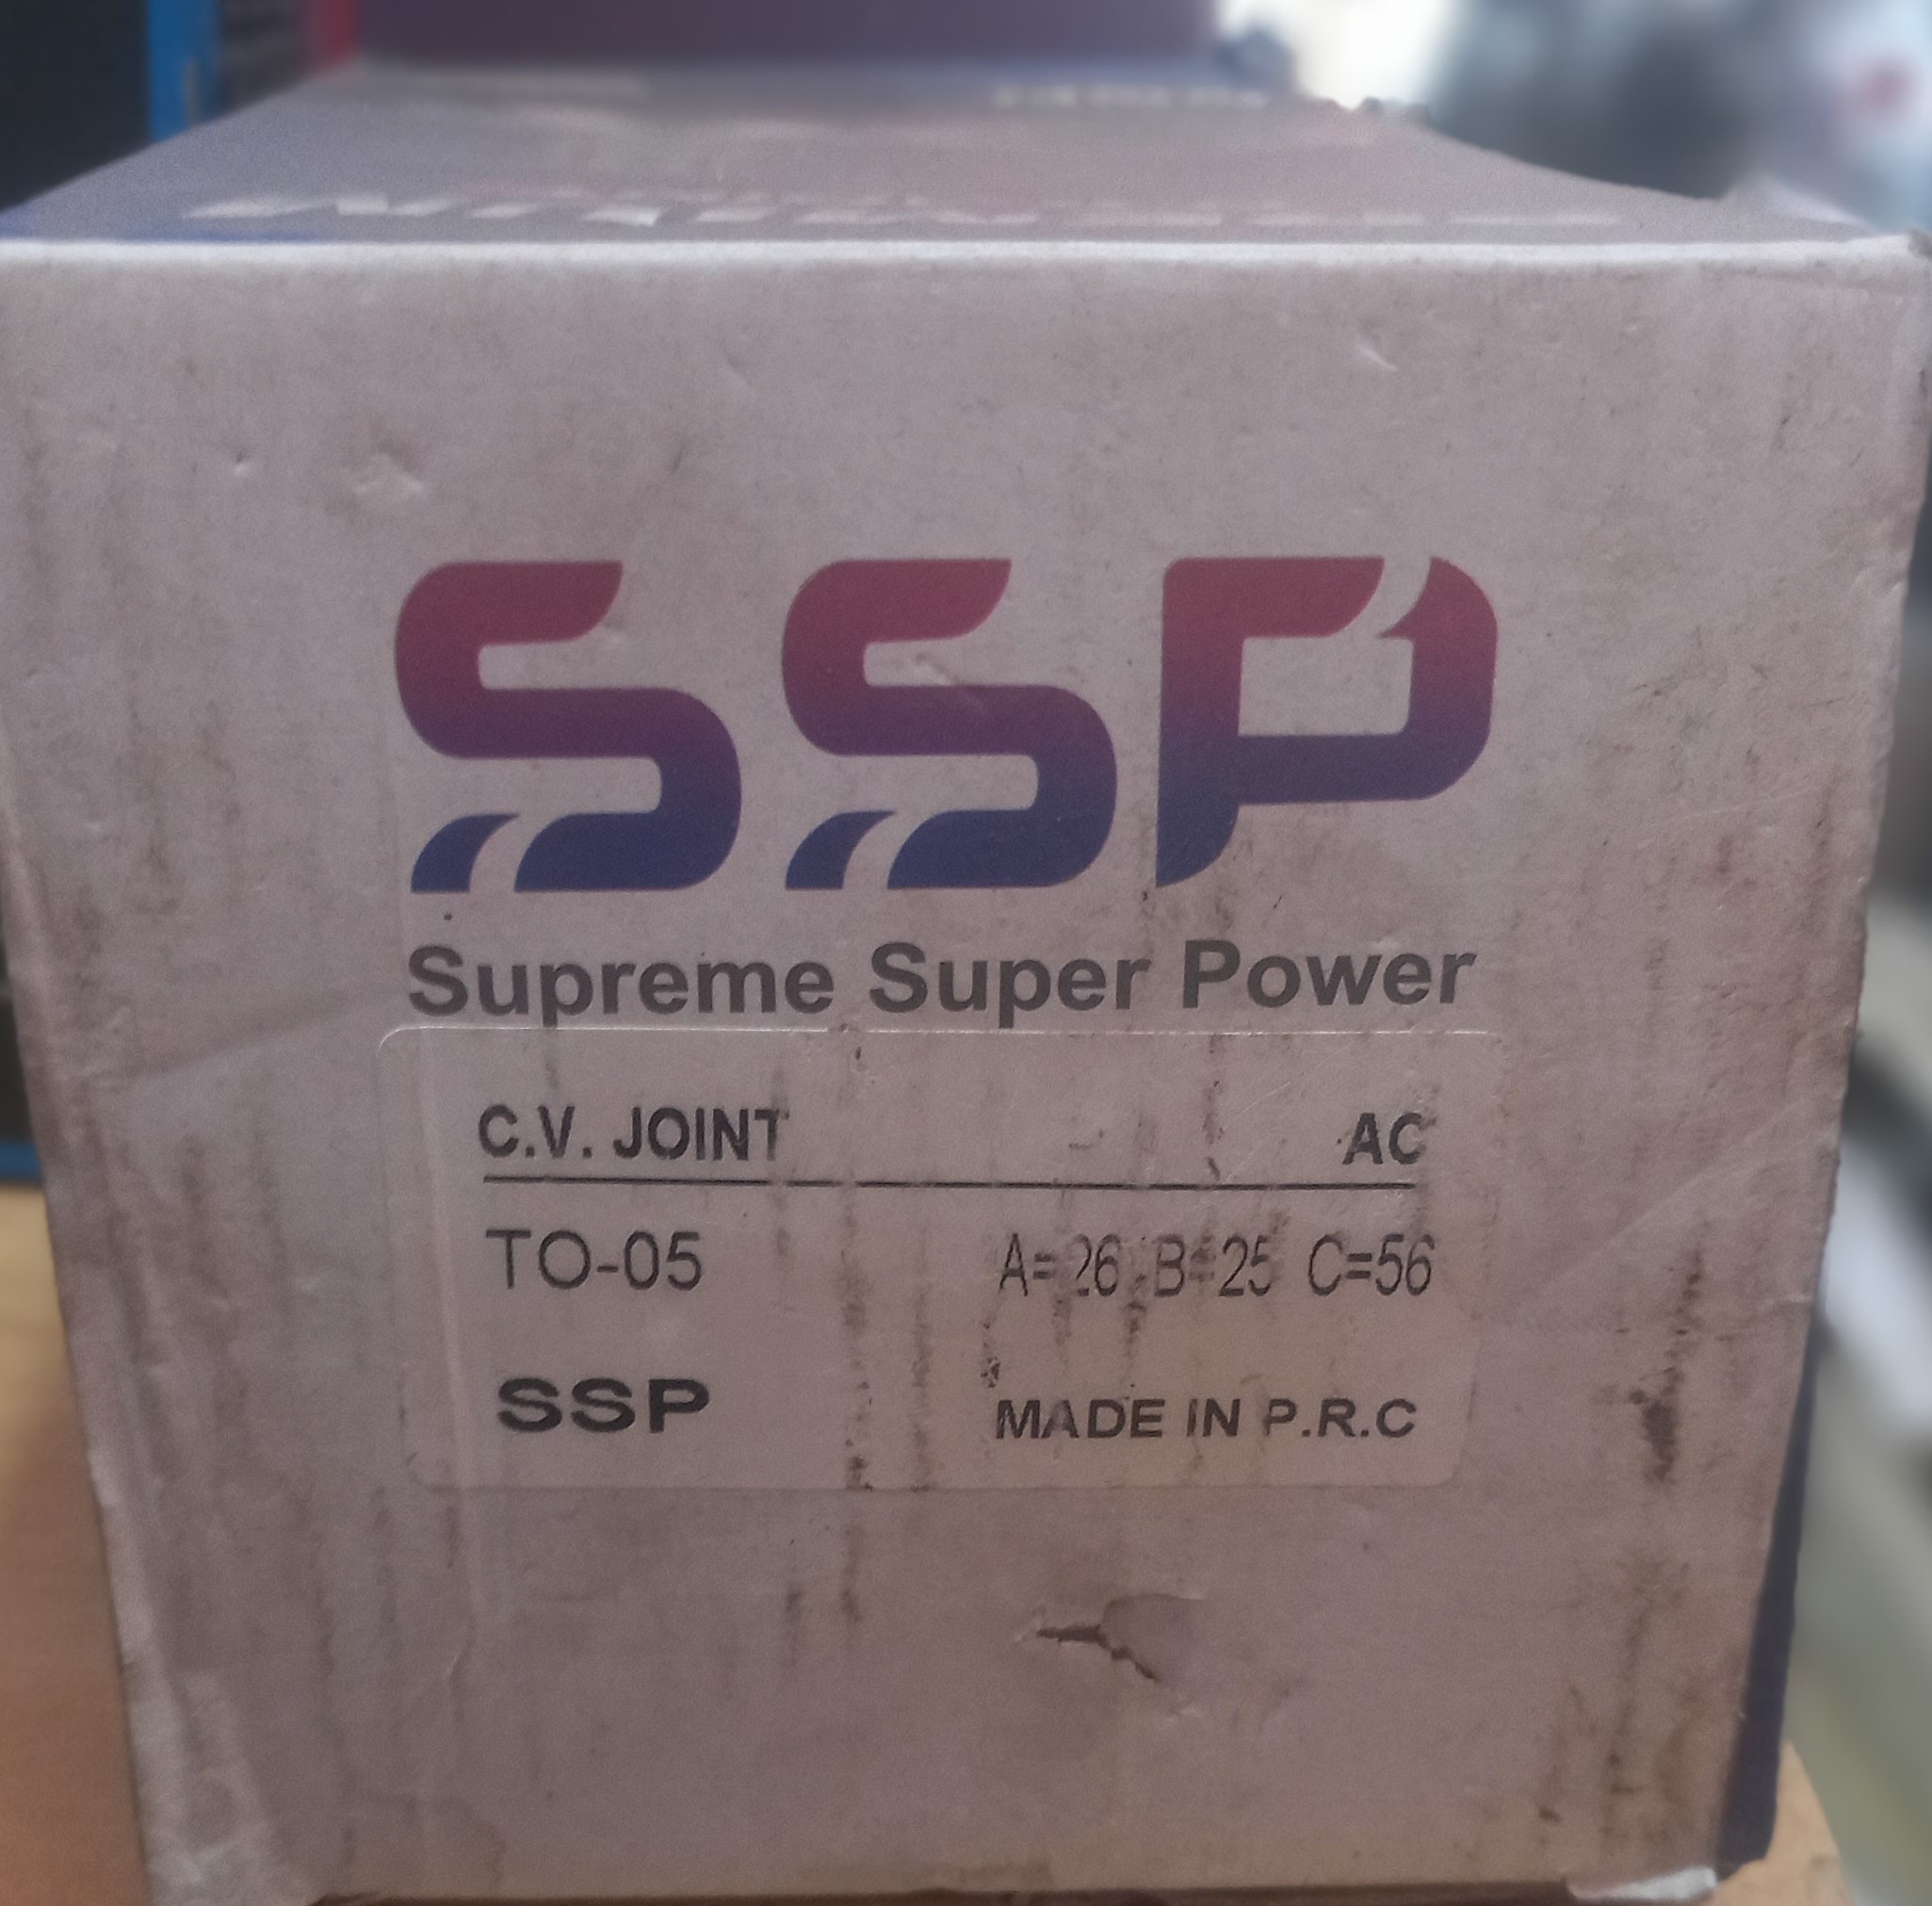 SSP
Supreme Super Power
C.V. JOINT AC
TO-05 A=26 B=25 C=56
SSP MADE IN P.R.C